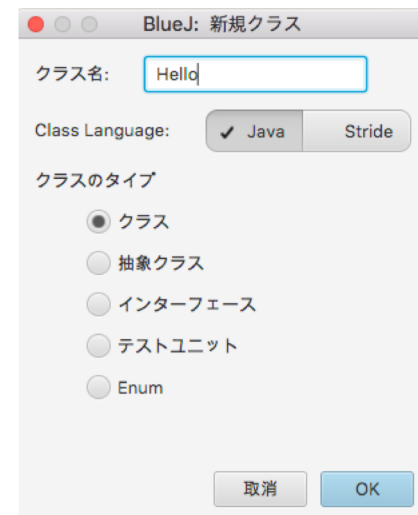 BlueJ: 新規クラス
クラス名: Hello
Class Language: ✓ Java Stride
クラスのタイプ
クラス
抽象クラス
インターフェース
テストユニット
Enum
取消 OK